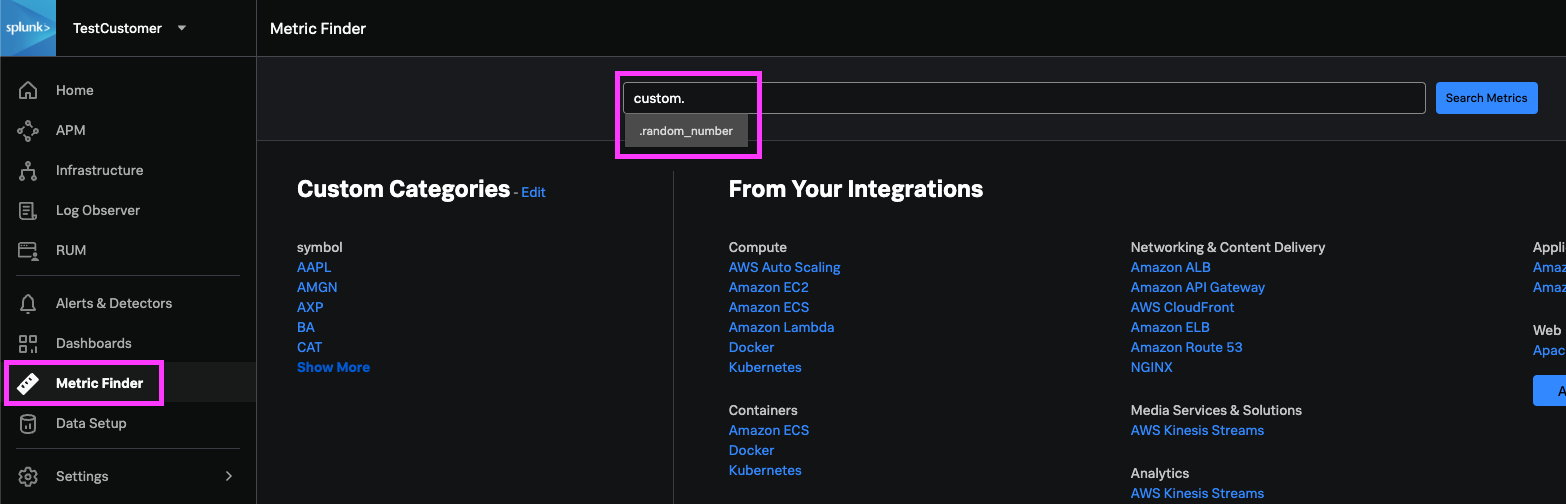 splunk>
TestCustomer
Metric Finder
Home
APM
Infrastructure
Log Observer
RUM
Alerts & Detectors
Dashboards
Metric Finder
Data Setup
Settings
custom.
Search Metrics
.random_number
Custom Categories - Edit
symbol
AAPL
AMGN
AXP
BA
CAT
Show More
From Your Integrations
Compute
AWS Auto Scaling
Amazon EC2
Amazon ECS
Amazon Lambda
Docker
Kubernetes
Containers
Amazon ECS
Docker
Kubernetes
Networking & Content Delivery
Amazon ALB
Amazon API Gateway
AWS CloudFront
Amazon ELB
Amazon Route 53
NGINX
Media Services & Solutions
AWS Kinesis Streams
Analytics
AWS Kinesis Streams
Web